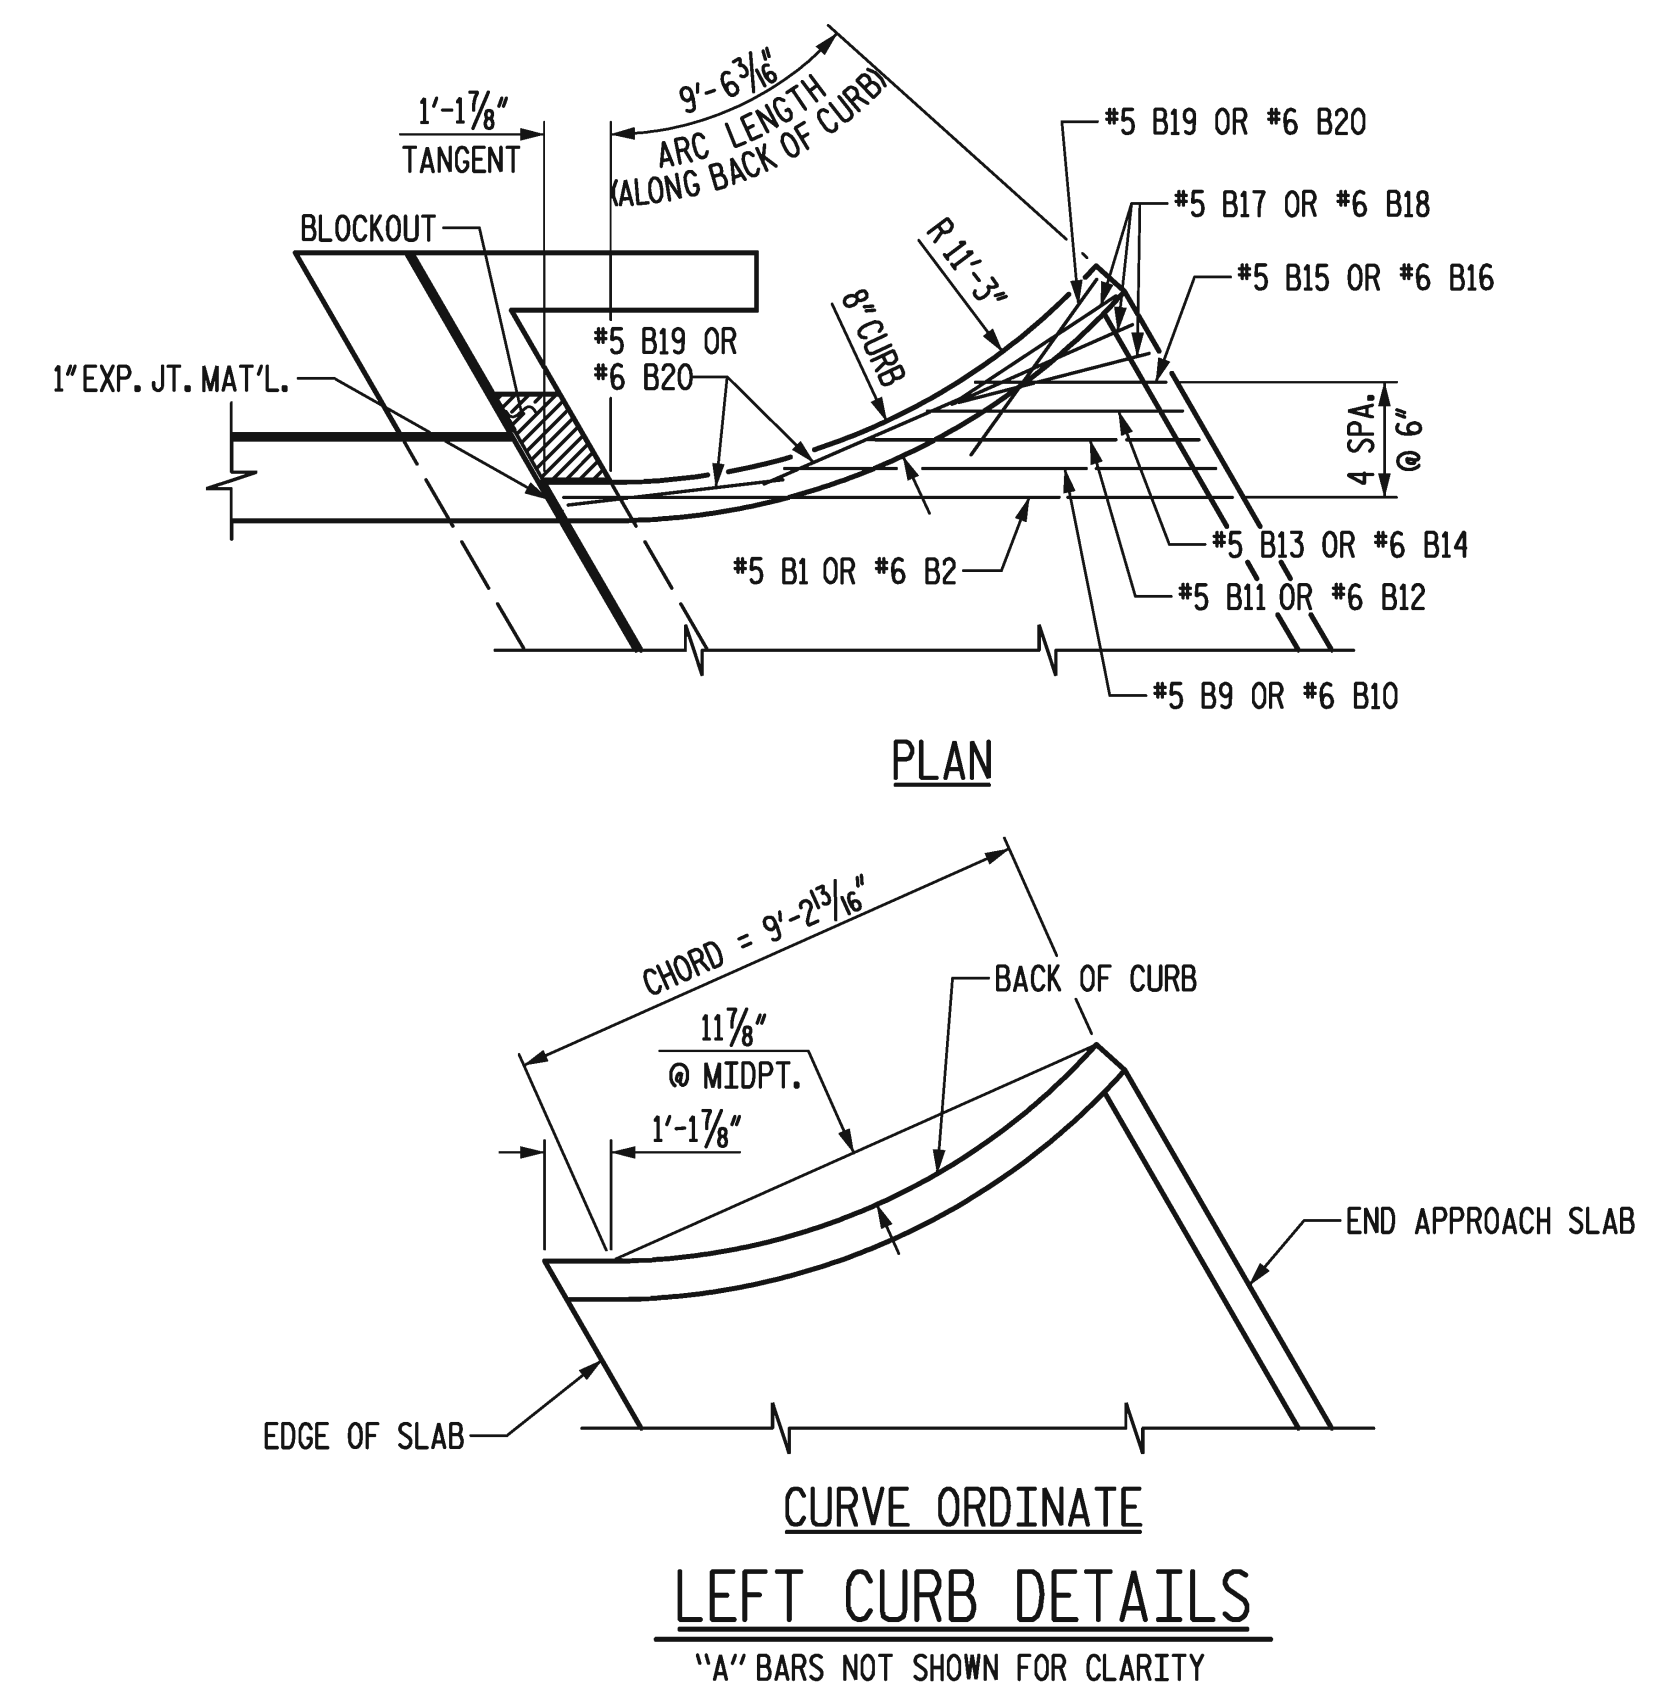 9'-6 3/16"
ARC LENGTH
(ALONG BACK OF CURB)
1'-1 7/8"
TANGENT
BLOCKOUT
#5 B19 OR #6 B20
#5 B17 OR #6 B18
R 11'-3"
#5 B15 OR #6 B16
8" CURB
#5 B19 OR
#6 B20
1" EXP. JT. MAT'L.
4 SPA.
@ 6"
#5 B13 OR #6 B14
#5 B1 OR #6 B2
#5 B11 OR #6 B12
#5 B9 OR #6 B10
PLAN
CHORD = 9'-2 13/16"
BACK OF CURB
11 7/8"
@ MIDPT.
1'-1 7/8"
END APPROACH SLAB
EDGE OF SLAB
CURVE ORDINATE
LEFT CURB DETAILS
"A" BARS NOT SHOWN FOR CLARITY